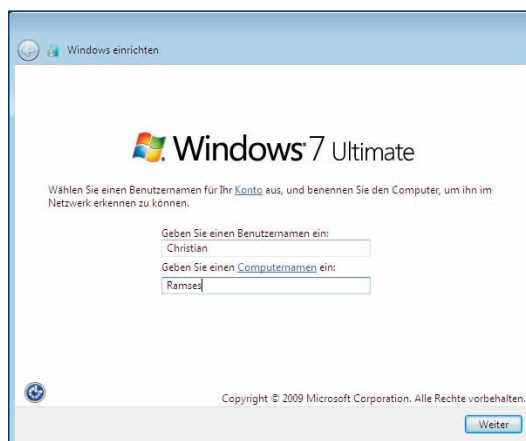 Windows einrichten
Windows 7 Ultimate
Wählen Sie einen Benutzernamen für Ihr Konto aus, und benennen Sie den Computer, um ihn im
Netzwerk erkennen zu können.
Geben Sie einen Benutzernamen ein:
Christian
Geben Sie einen Computernamen ein:
Ramses
Copyright © 2009 Microsoft Corporation. Alle Rechte vorbehalten.
Weiter